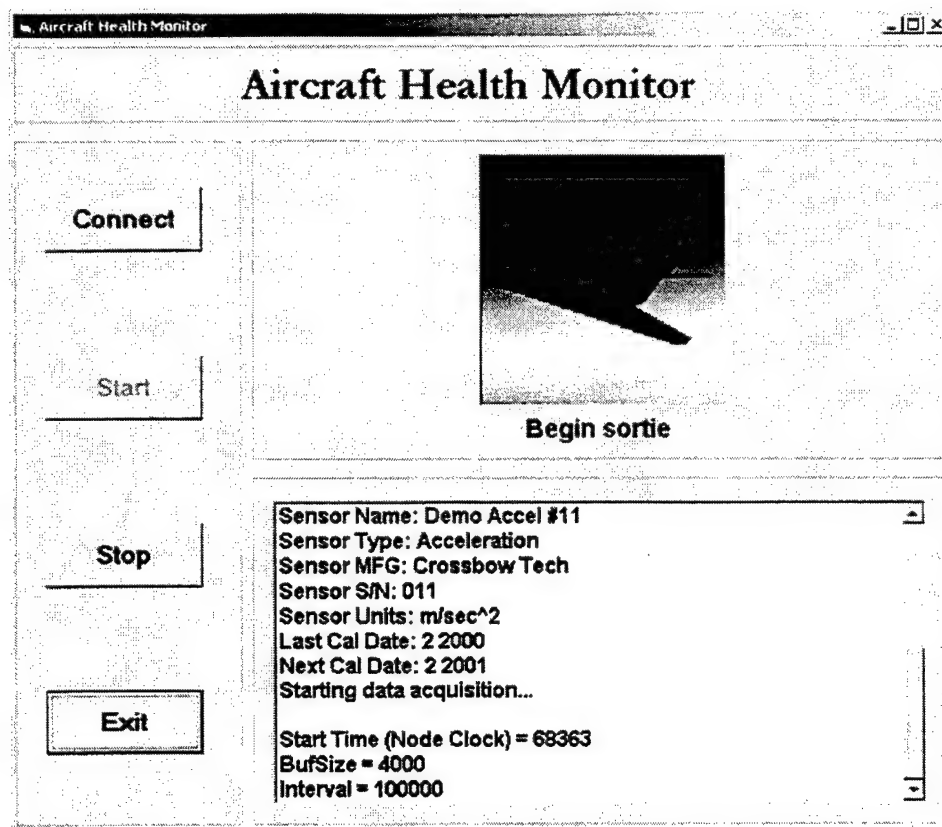 Aircraft Health Monitor
Aircraft Health Monitor
Connect
Start
Stop
Exit
Begin sortie
Sensor Name: Demo Accel #11
Sensor Type: Acceleration
Sensor MFG: Crossbow Tech
Sensor S/N: 011
Sensor Units: m/sec^2
Last Cal Date: 2 2000
Next Cal Date: 2 2001
Starting data acquisition...
Start Time (Node Clock) = 68363
BufSize = 4000
Interval = 100000